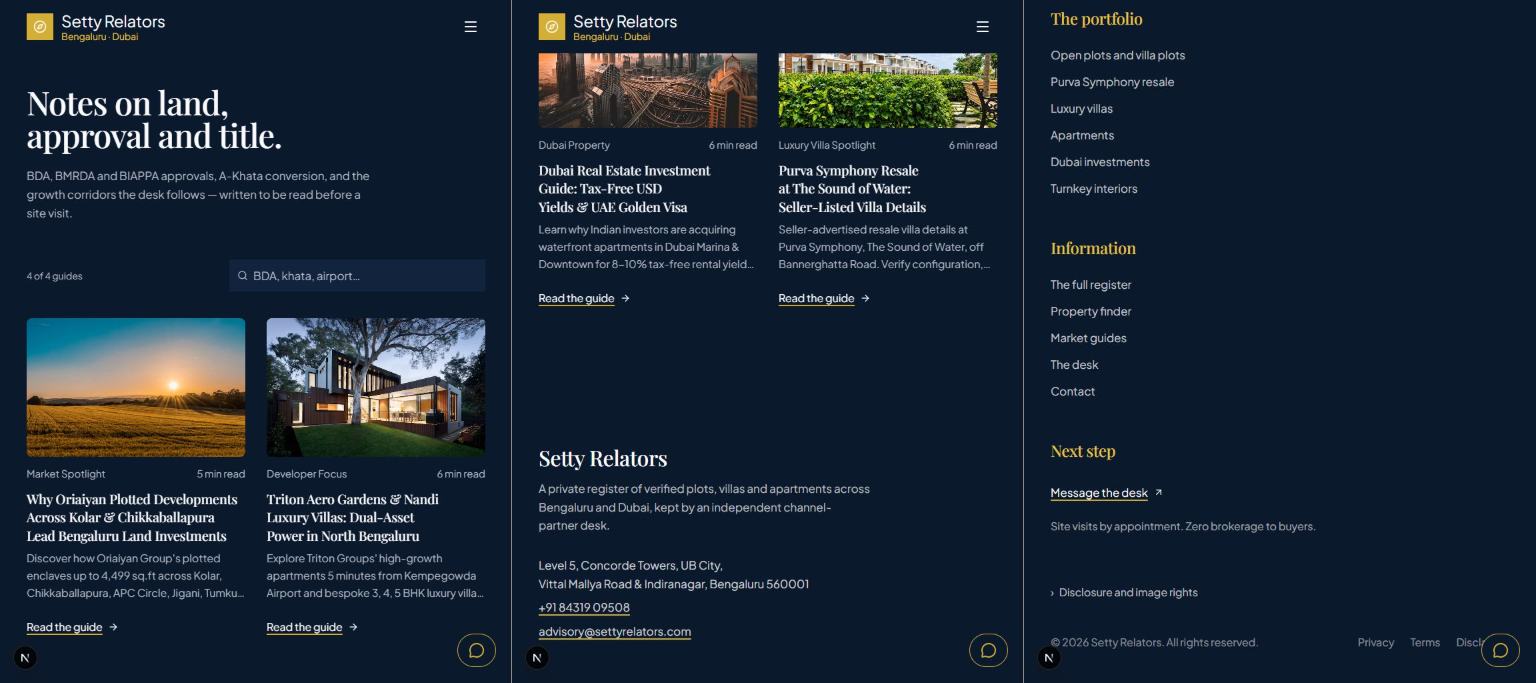 Setty Relators
Bengaluru · Dubai
Notes on land,
approval and title.
BDA, BMRDA and BIAPPA approvals, A-Khata conversion, and the
growth corridors the desk follows — written to be read before a
site visit.
4 of 4 guides
BDA, khata, airport...
Market Spotlight
5 min read
Why Oriaiyan Plotted Developments
Across Kolar & Chikkaballapura
Lead Bengaluru Land Investments
Discover how Oriaiyan Group's plotted
enclaves up to 4,499 sq.ft across Kolar,
Chikkaballapura, APC Circle, Jigani, Tumku...
Read the guide →
Developer Focus
6 min read
Triton Aero Gardens & Nandi
Luxury Villas: Dual-Asset
Power in North Bengaluru
Explore Triton Groups' high-growth
apartments 5 minutes from Kempegowda
Airport and bespoke 3, 4, 5 BHK luxury villa...
Read the guide →
N
Setty Relators
Bengaluru · Dubai
Dubai Property
6 min read
Dubai Real Estate Investment
Guide: Tax-Free USD
Yields & UAE Golden Visa
Learn why Indian investors are acquiring
waterfront apartments in Dubai Marina &
Downtown for 8–10% tax-free rental yield...
Read the guide →
Luxury Villa Spotlight
6 min read
Purva Symphony Resale
at The Sound of Water:
Seller-Listed Villa Details
Seller-advertised resale villa details at
Purva Symphony, The Sound of Water, off
Bannerghatta Road. Verify configuration,...
Read the guide →
Setty Relators
A private register of verified plots, villas and apartments across
Bengaluru and Dubai, kept by an independent channel-
partner desk.
Level 5, Concorde Towers, UB City,
Vittal Mallya Road & Indiranagar, Bengaluru 560001
+91 84319 09508
advisory@settyrelators.com
N
The portfolio
Open plots and villa plots
Purva Symphony resale
Luxury villas
Apartments
Dubai investments
Turnkey interiors
Information
The full register
Property finder
Market guides
The desk
Contact
Next step
Message the desk ↗
Site visits by appointment. Zero brokerage to buyers.
› Disclosure and image rights
© 2026 Setty Relators. All rights reserved.
Privacy
Terms
N